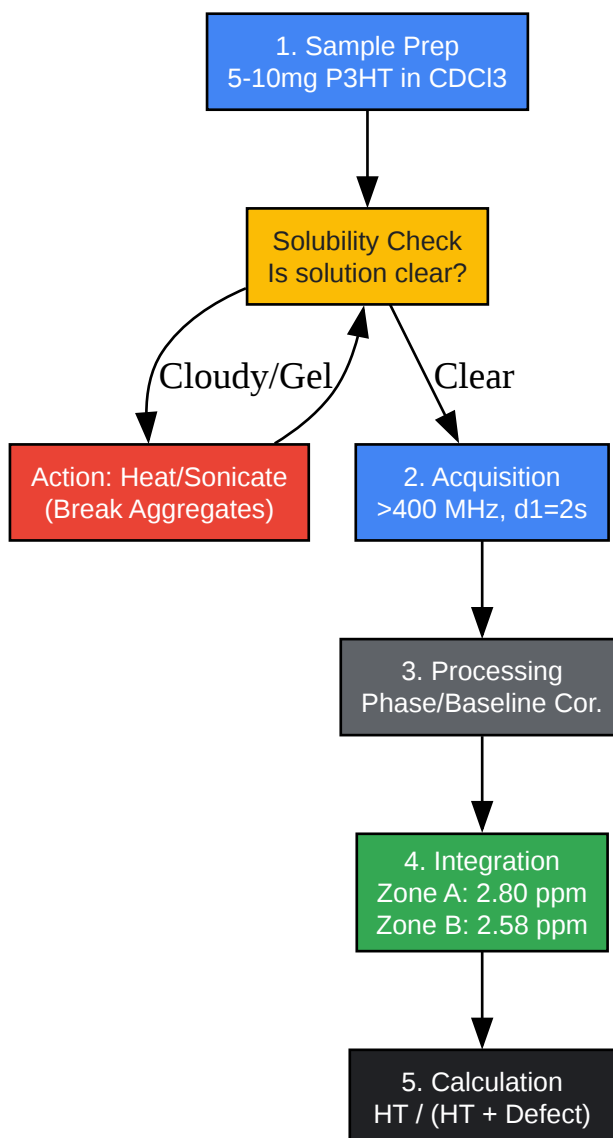 1. Sample Prep
5-10mg P3HT in CDCl3
Solubility Check
Is solution clear?
Cloudy/Gel
Clear
Action: Heat/Sonicate
(Break Aggregates)
2. Acquisition
>400 MHz, d1=2s
3. Processing
Phase/Baseline Cor.
4. Integration
Zone A: 2.80 ppm
Zone B: 2.58 ppm
5. Calculation
HT / (HT + Defect)